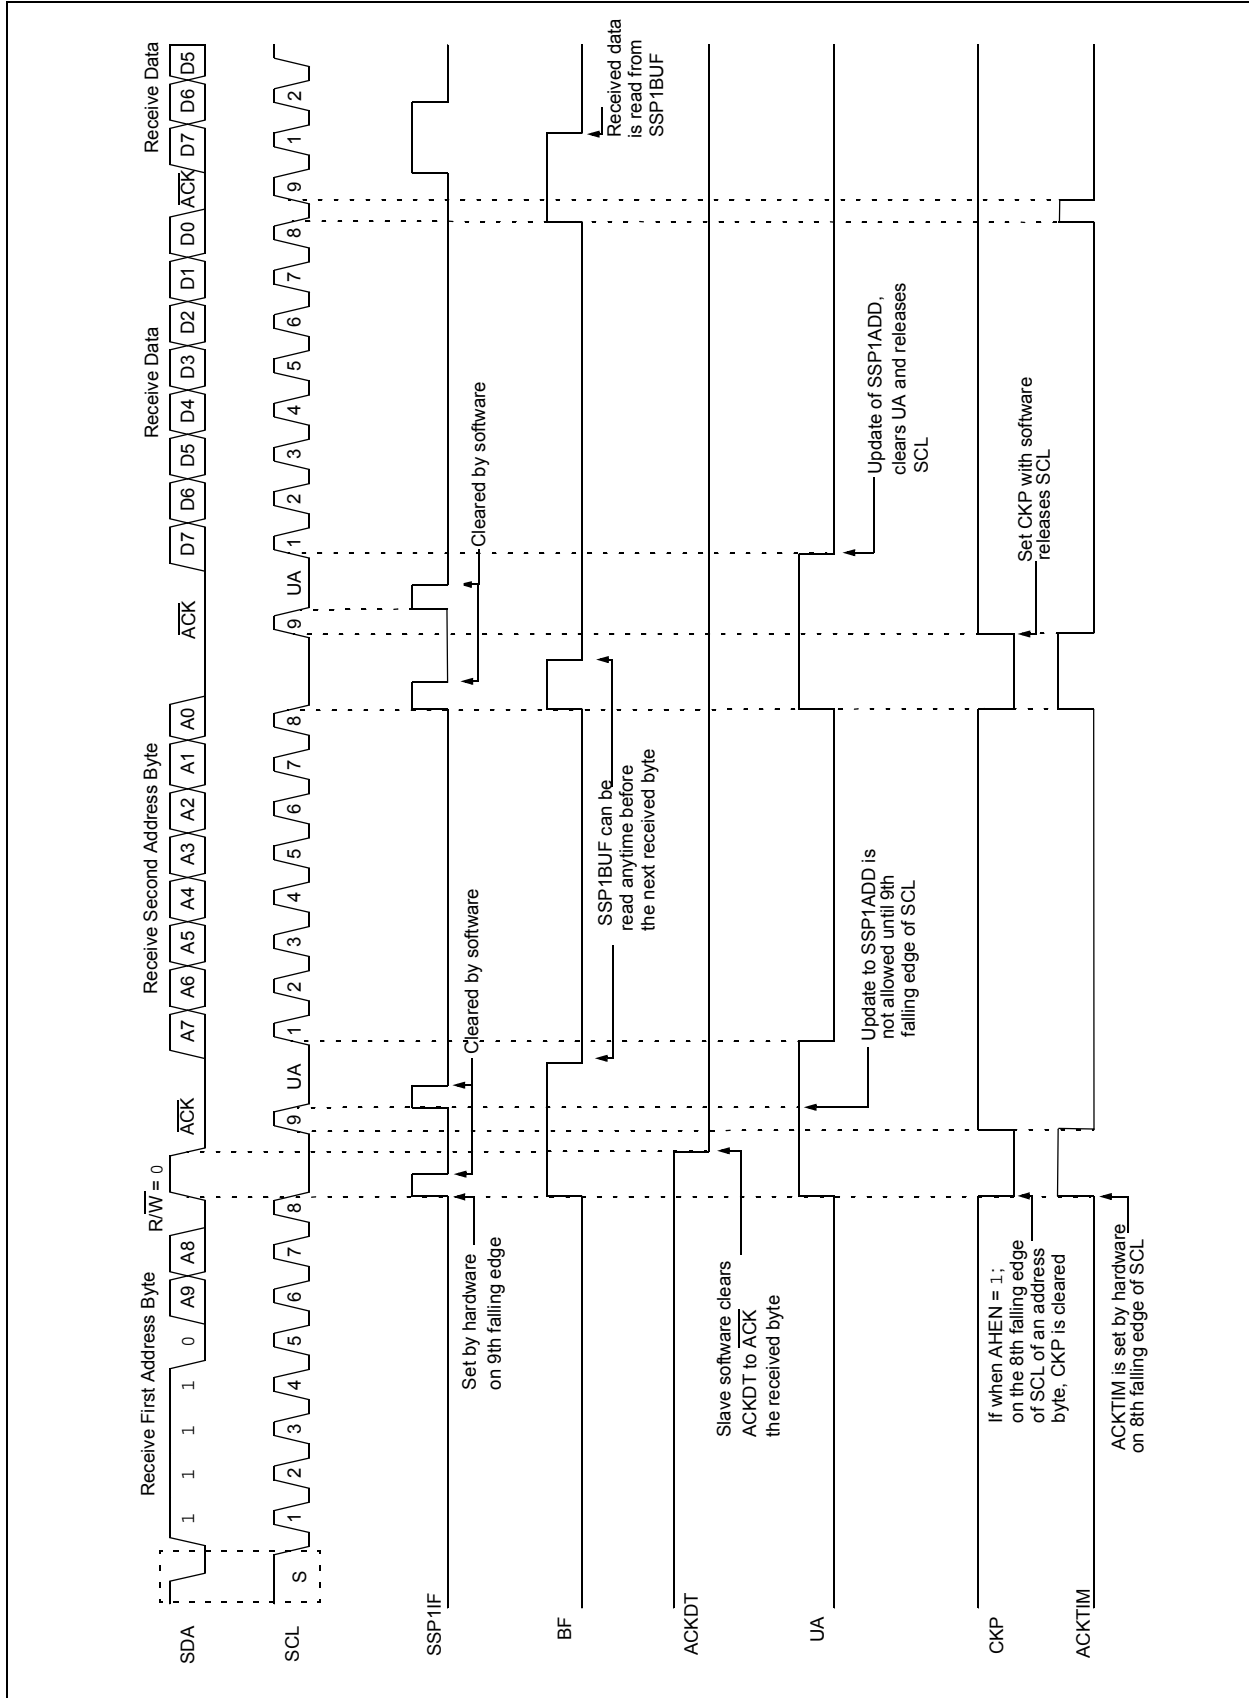 Receive First Address Byte
R/W = 0
Receive Second Address Byte
Receive Data
Receive Data
SDA
1 1 1 1 0 A9 A8
ACK
A7 A6 A5 A4 A3 A2 A1 A0
ACK
D7 D6 D5 D4 D3 D2 D1 D0
ACK
D7 D6 D5
SCL
S
1 2 3 4 5 6 7 8 9
UA
1 2 3 4 5 6 7 8 9
UA
1 2 3 4 5 6 7 8 9
1 2
SSP1IF
Set by hardware
on 9th falling edge
Cleared by software
Cleared by software
BF
SSP1BUF can be
read anytime before
the next received byte
Received data
is read from
SSP1BUF
ACKDT
Slave software clears
ACKDT to ACK
the received byte
UA
Update to SSP1ADD is
not allowed until 9th
falling edge of SCL
Update of SSP1ADD,
clears UA and releases
SCL
CKP
If when AHEN = 1;
on the 8th falling edge
of SCL of an address
byte, CKP is cleared
Set CKP with software
releases SCL
ACKTIM
ACKTIM is set by hardware
on 8th falling edge of SCL